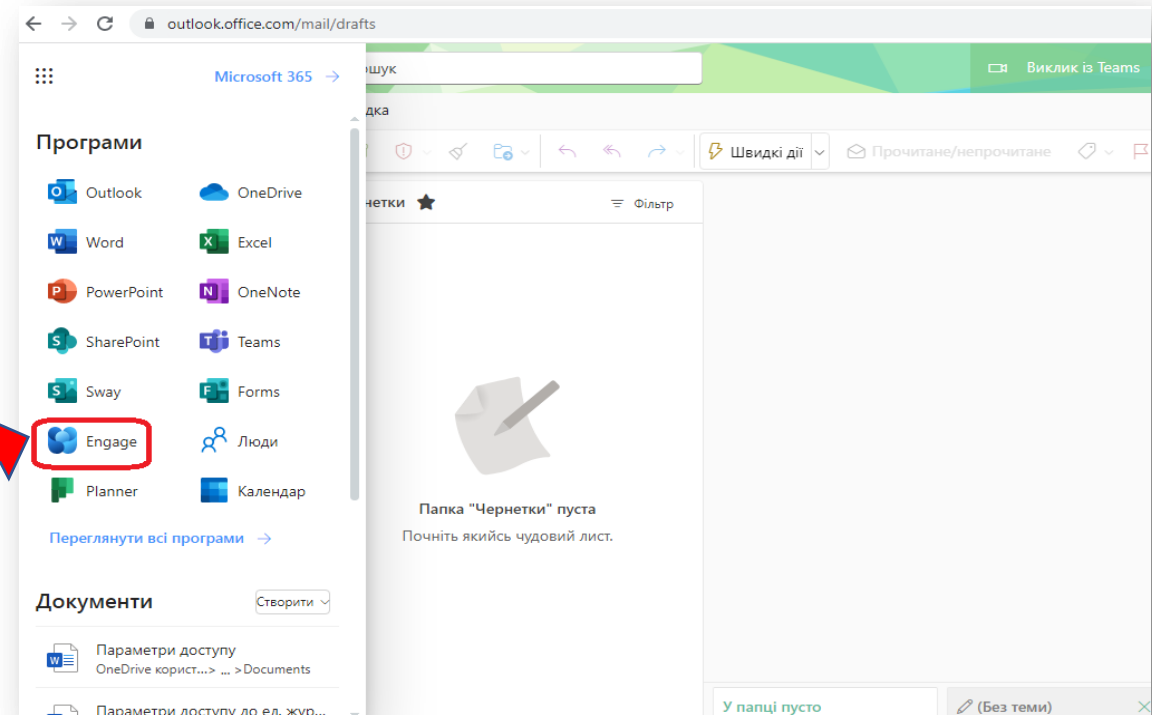 outlook.office.com/mail/drafts
Microsoft 365 →
шук
Виклик із Teams
дка
Програми
Швидкі дії
Прочитане/непрочитане
Outlook
OneDrive
нетки
Фільтр
Word
Excel
PowerPoint
OneNote
SharePoint
Teams
Sway
Forms
Engage
Люди
Planner
Календар
Папка "Чернетки" пуста
Почніть якийсь чудовий лист.
Переглянути всі програми →
Документи
Створити
Параметри доступу
OneDrive корист...> ... >Documents
Параметри доступу до ел. жур...
У папці пусто
(Без теми)